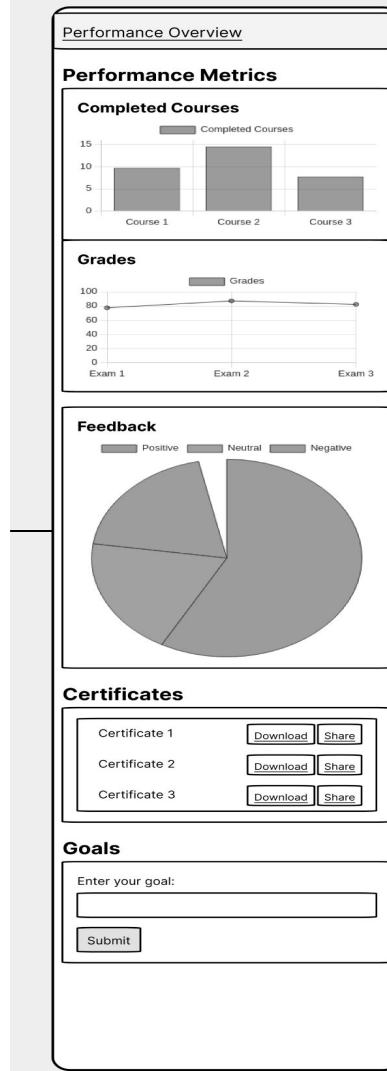 Performance Overview
Performance Metrics
Completed Courses
Completed Courses
15
10
5
0
Course 1 Course 2 Course 3
Grades
Grades
100
80
60
40
20
0
Exam 1 Exam 2 Exam 3
Feedback
Positive Neutral Negative
Certificates
Certificate 1 Download Share
Certificate 2 Download Share
Certificate 3 Download Share
Goals
Enter your goal:
Submit